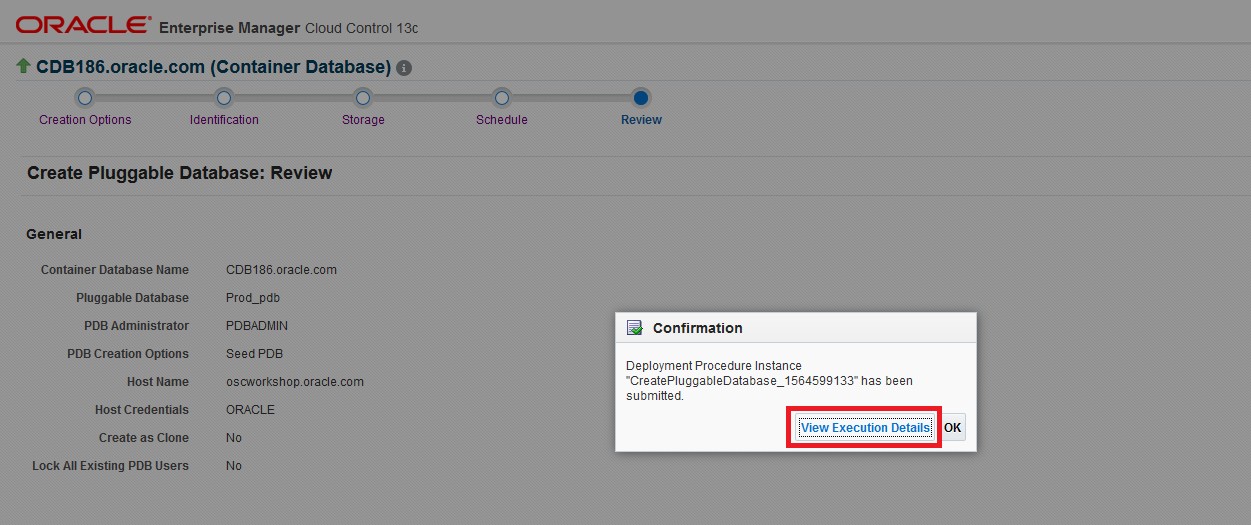 ORACLE® Enterprise Manager Cloud Control 13c
CDB186.oracle.com (Container Database) i
Creation Options Identification Storage Schedule Review
Create Pluggable Database: Review
General
Container Database Name CDB186.oracle.com
Pluggable Database Prod_pdb
PDB Administrator PDBADMIN
PDB Creation Options Seed PDB
Host Name oscworkshop.oracle.com
Host Credentials ORACLE
Create as Clone No
Lock All Existing PDB Users No
Confirmation
Deployment Procedure Instance
"CreatePluggableDatabase_1564599133" has been
submitted.
View Execution Details OK